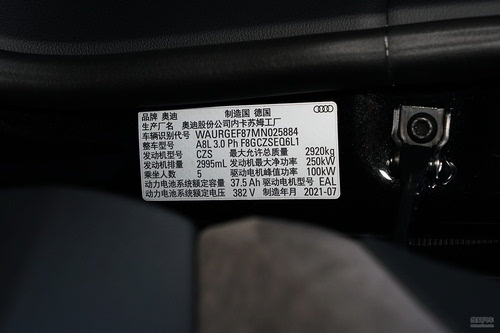 品牌 奥迪 制造国 德国
生产厂名 奥迪股份公司内卡苏姆工厂
车辆识别代号 WAURGEF87MN025884
整车型号 A8L 3.0 Ph F8GCZSEQ6L1
发动机型号 CZS 最大允许总质量 2920kg
发动机排量 2995mL 发动机最大净功率 250kW
乘坐人数 5 驱动电机峰值功率 100kW
动力电池系统额定容量 37.5 Ah 驱动电机型号 EAL
动力电池系统额定电压 382 V 制造年月 2021-07